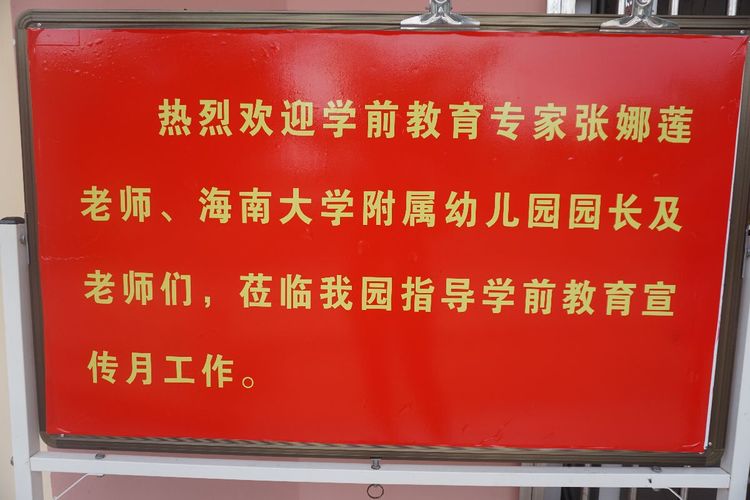 热烈欢迎学前教育专家张娜莲
老师、海南大学附属幼儿园园长及
老师们，莅临我园指导学前教育宣
传月工作。